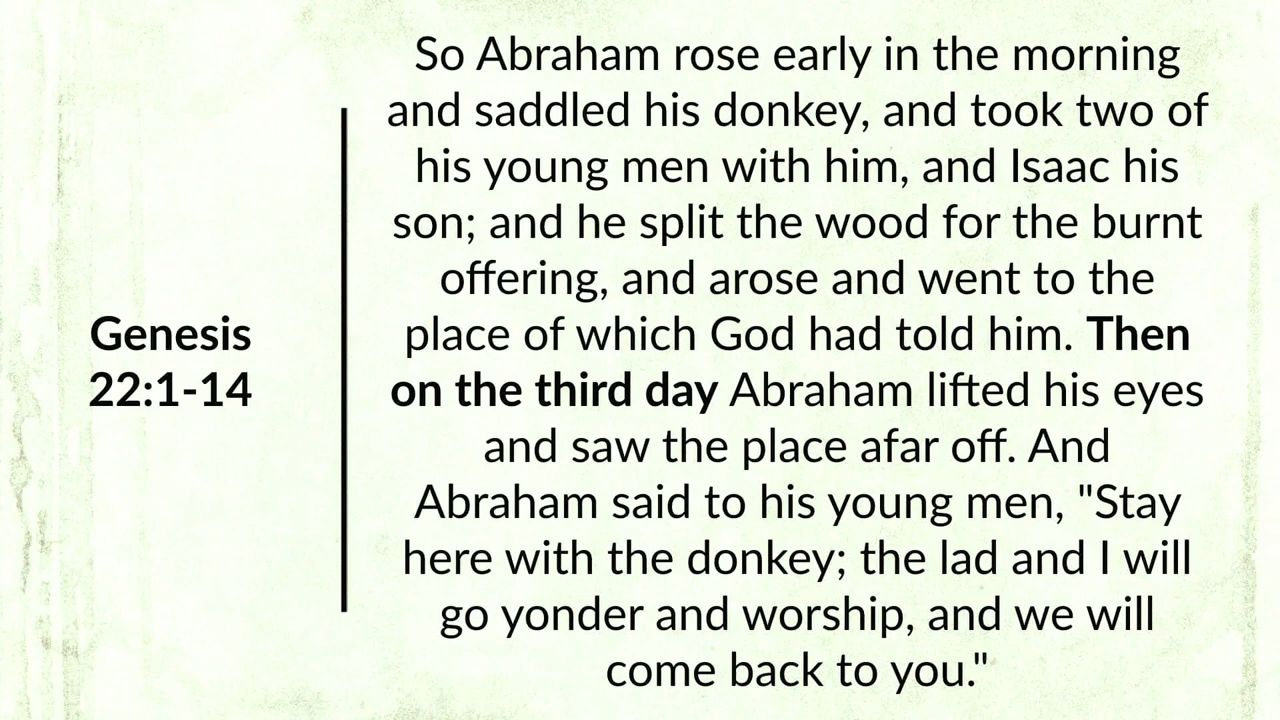 Genesis
22:1-14
So Abraham rose early in the morning
and saddled his donkey, and took two of
his young men with him, and Isaac his
son; and he split the wood for the burnt
offering, and arose and went to the
place of which God had told him. Then
on the third day Abraham lifted his eyes
and saw the place afar off. And
Abraham said to his young men, "Stay
here with the donkey; the lad and I will
go yonder and worship, and we will
come back to you."